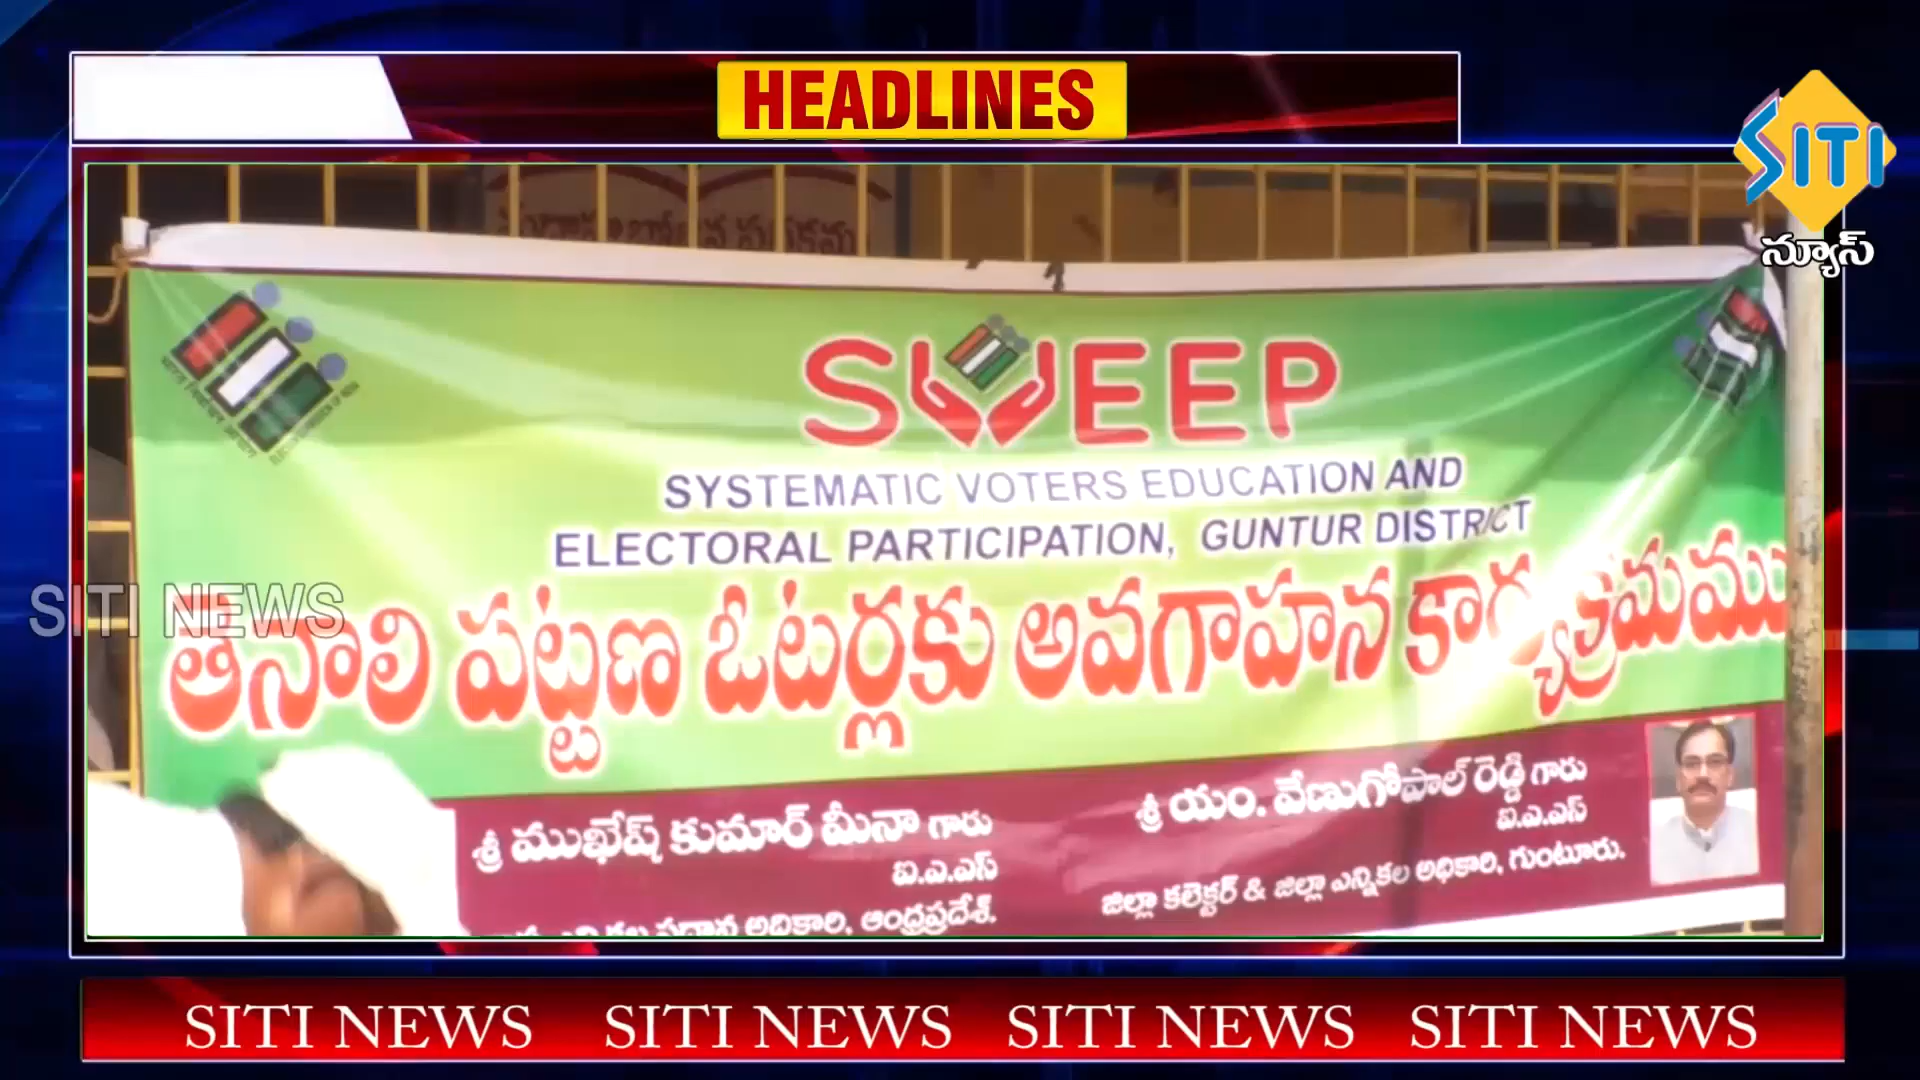 HEADLINES
SITI
న్యూస్
SWEEP
SYSTEMATIC VOTERS EDUCATION AND
ELECTORAL PARTICIPATION, GUNTUR DISTRICT
SITI NEWS
తెనాలి పట్టణ ఓటర్లకు అవగాహన కార్యక్రమము
శ్రీ ముఖేష్ కుమార్ మీనా గారు
ఐ.ఎ.ఎస్
అధికారి, ఆంధ్రప్రదేశ్.
శ్రీ యం. వేణుగోపాల్ రెడ్డి గారు
ఐ.ఎ.ఎస్
జిల్లా కలెక్టర్ & జిల్లా ఎన్నికల అధికారి, గుంటూరు.
SITI NEWS SITI NEWS SITI NEWS SITI NEWS